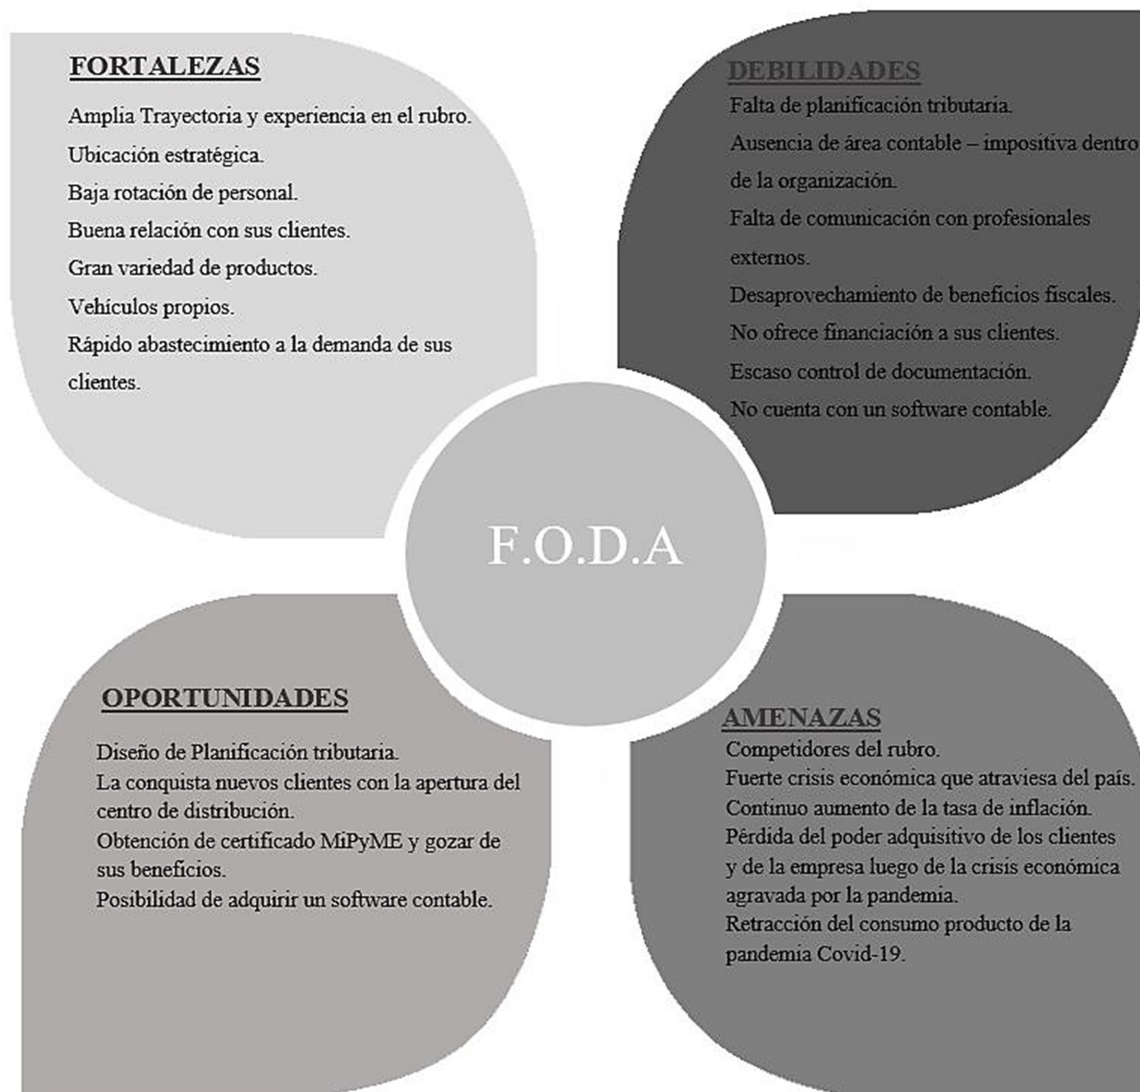 FORTALEZAS
Amplia Trayectoria y experiencia en el rubro.
Ubicación estratégica.
Baja rotación de personal.
Buena relación con sus clientes.
Gran variedad de productos.
Vehículos propios.
Rápido abastecimiento a la demanda de sus
clientes.
DEBILIDADES
Falta de planificación tributaria.
Ausencia de área contable – impositiva dentro
de la organización.
Falta de comunicación con profesionales
externos.
Desaprovechamiento de beneficios fiscales.
No ofrece financiación a sus clientes.
Escaso control de documentación.
No cuenta con un software contable.
F.O.D.A
OPORTUNIDADES
Diseño de Planificación tributaria.
La conquista nuevos clientes con la apertura del
centro de distribución.
Obtención de certificado MiPyME y gozar de
sus beneficios.
Posibilidad de adquirir un software contable.
AMENAZAS
Competidores del rubro.
Fuerte crisis económica que atraviesa del país.
Continuo aumento de la tasa de inflación.
Pérdida del poder adquisitivo de los clientes
y de la empresa luego de la crisis económica
agravada por la pandemia.
Retracción del consumo producto de la
pandemia Covid-19.